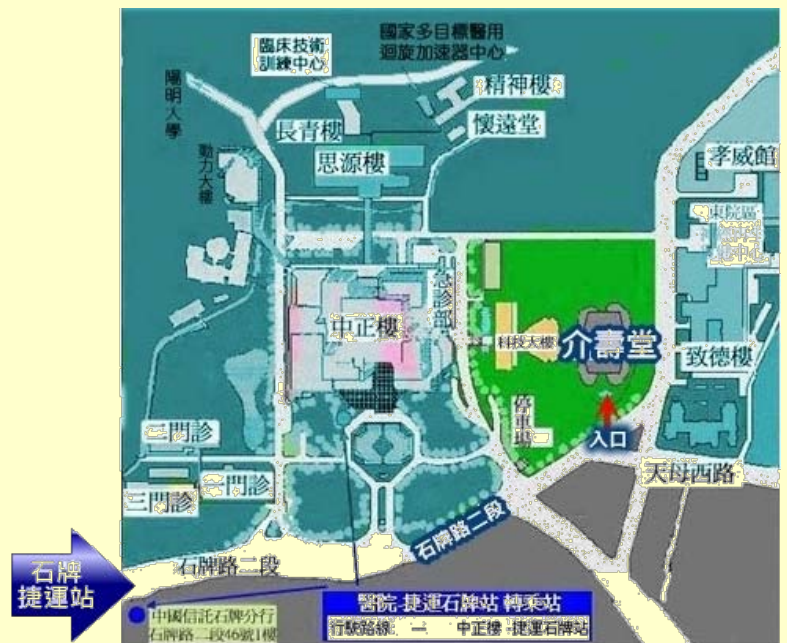 國家多目標醫用
迴旋加速器中心
臨床技術
訓練中心
陽明大學
精神樓
長青樓
懷遠堂
思源樓
動力大樓
孝威館
東院區
急診部
中正樓
科技大樓
介壽堂
致德樓
停車場
入口
二門診
三門診
一門診
天母西路
石牌路二段
石牌路二段
石牌
捷運站
中國信託石牌分行
石牌路二段46號1樓
醫院-捷運石牌站 轉乘站
行駛路線 一 中正樓-捷運石牌站